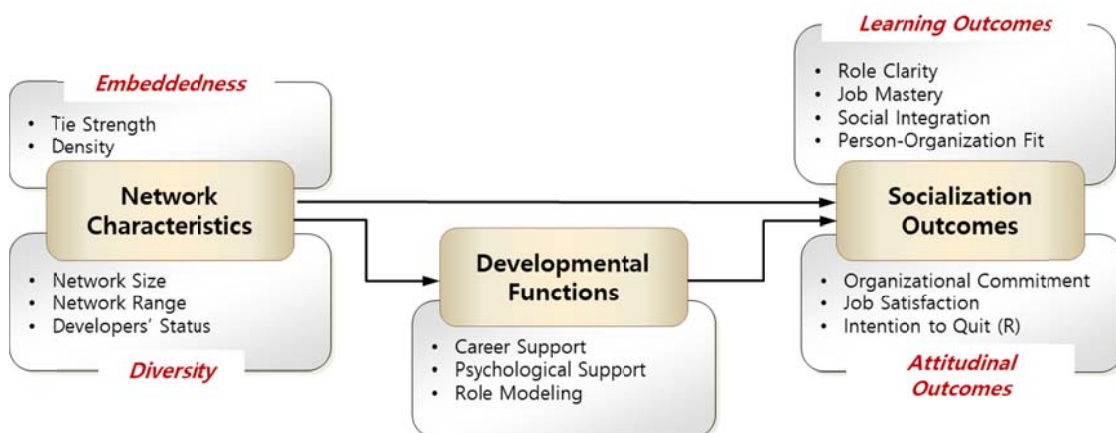 Embeddedness
• Tie Strength
• Density
Network
Characteristics
• Network Size
• Network Range
• Developers' Status
Diversity
Developmental
Functions
• Career Support
• Psychological Support
• Role Modeling
Learning Outcomes
• Role Clarity
• Job Mastery
• Social Integration
• Person-Organization Fit
Socialization
Outcomes
• Organizational Commitment
• Job Satisfaction
• Intention to Quit (R)
Attitudinal
Outcomes